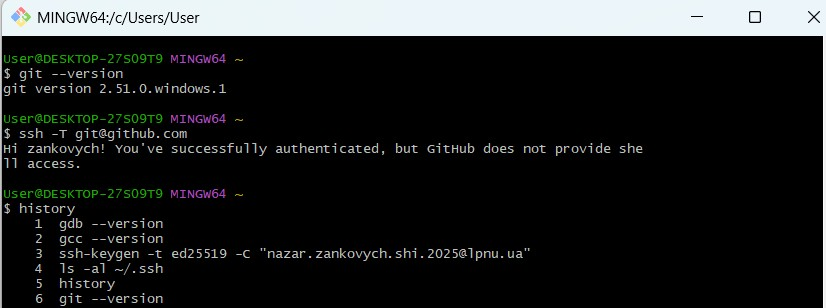 MINGW64:/c/Users/User
User@DESKTOP-27SO9T9 MINGW64 ~
$ git --version
git version 2.51.0.windows.1
User@DESKTOP-27SO9T9 MINGW64 ~
$ ssh -T git@github.com
Hi zankovych! You've successfully authenticated, but GitHub does not provide she
ll access.
User@DESKTOP-27SO9T9 MINGW64 ~
$ history
1 gdb --version
2 gcc --version
3 ssh-keygen -t ed25519 -C "nazar.zankovych.shi.2025@lpnu.ua"
4 ls -al ~/.ssh
5 history
6 git --version